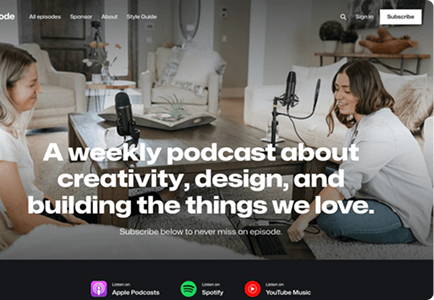 ode
All episodes Sponsor About Style Guide
Sign in Subscribe
A weekly podcast about
creativity, design, and
building the things we love.
Subscribe below to never miss an episode.
Listen on
Apple Podcasts
Listen on
Spotify
Listen on
YouTube Music